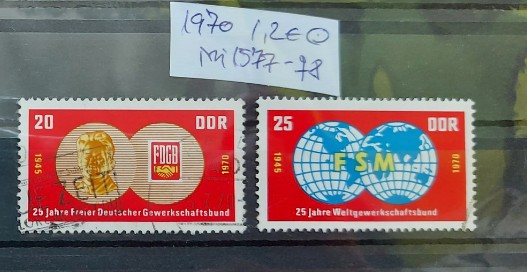 1970 1,2€ ⊙
Mi 1577-78
20 DDR
1945
FDGB
1970
25 Jahre Freier Deutscher Gewerkschaftsbund
25 DDR
1945
FSM
1970
25 Jahre Weltgewerkschaftsbund